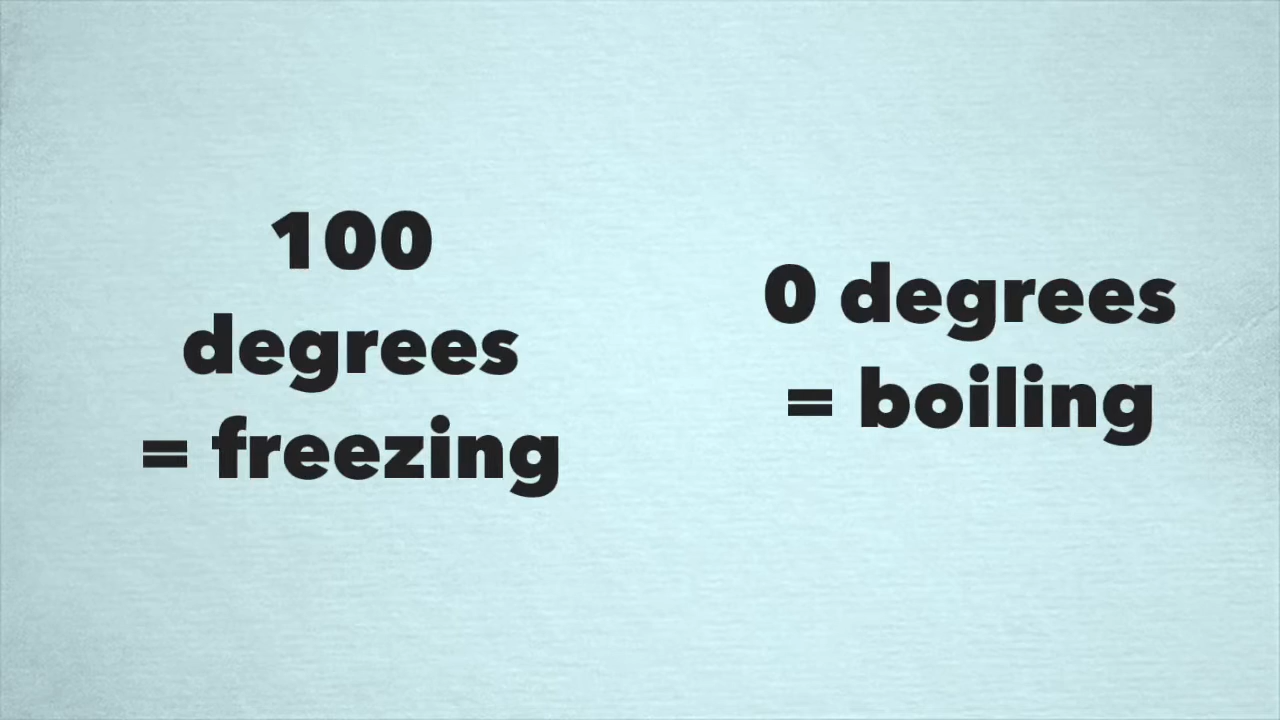 100
degrees
= freezing
0 degrees
= boiling